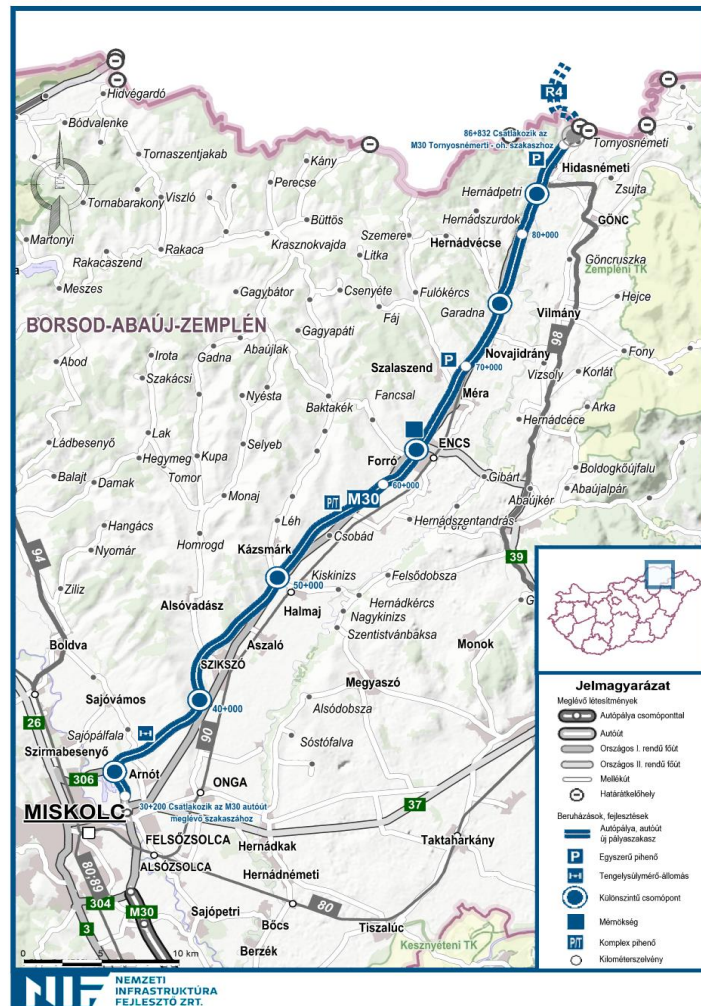 R4
Hidvégardó
Bódvalenke
86+832 Csatlakozik az
M30 Tornyosnémeti - oh. szakaszhoz
Tornyosnémeti
Tornaszentjakab
Kány
P
Hidasnémeti
Perecse
Hernádpetri
Zsujta
Tornabarakony
Viszló
Büttös
Hernádszurdok
GÖNC
Martonyi
Rakaca
Szemere
Hernádvécse
80+000
Rakacaszend
Krasznokvajda
Litka
Göncruszka
Zempléni TK
Meszes
Gagybátor
Csenyéte
Fulókércs
Hejce
Garadna
Fáj
Vilmány
BORSOD-ABAÚJ-ZEMPLÉN
Gagyapáti
98
Irota
Gadna
Abaújlak
Novajidrány
Fony
Abod
Szalaszend
P
70+000
Vizsoly
Korlát
Szakácsi
Nyésta
Fancsal
Méra
Baktakék
Arka
Lak
Hernádcéce
Ládbesenyő
Hegymeg
Kupa
Selyeb
Forró
ENCS
Boldogkőújfalu
Balajt
Damak
Tomor
Gibárt
Monaj
P/T
M30
60+000
Abaújkér
Abaújalpár
Hangács
Léh
Hernádszentandrás
Nyomár
Homrogd
Csobád
94
Kázsmárk
39
Ziliz
Kiskinizs
Felsődobsza
50+000
Alsóvadász
Halmaj
Hernádkércs
Nagykinizs
Boldva
Aszaló
Szentistvánbaksa
SZIKSZÓ
Monok
Sajóvámos
Megyaszó
26
40+000
Alsódobsza
Sajópálfala
90
Szirmabesenyő
Sóstófalva
306
Arnót
ONGA
MISKOLC
30+200 Csatlakozik az M30 autóút
meglévő szakaszához
37
FELSŐZSOLCA
Hernádkak
Taktaharkány
ALSÓZSOLCA
80;89
Hernádnémeti
304
M30
Sajópetri
80
3
Bőcs
Tiszalúc
Berzék
Kesznyéteni TK
0
5
10 km
Jelmagyarázat
Meglévő létesítmények
Autópálya csomóponttal
Autóút
Országos I. rendű főút
Országos II. rendű főút
Mellékút
Határátkelőhely
Beruházások, fejlesztések
Autópálya, autóút
új pályaszakasz
P Egyszerű pihenő
Tengelysúlymérő-állomás
Különszintű csomópont
Mérnökség
P/T Komplex pihenő
Kilométerszelvény
NIF NEMZETI
INFRASTRUKTÚRA
FEJLESZTŐ ZRT.